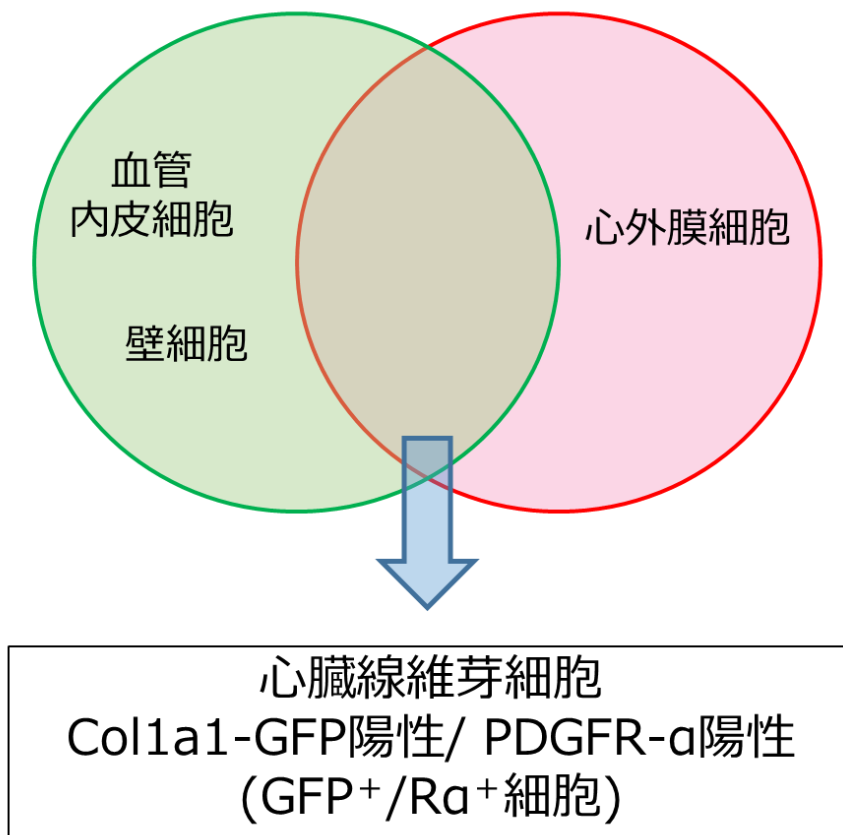 血管
内皮細胞
壁細胞
心外膜細胞
心臓線維芽細胞
Col1a1-GFP陽性/ PDGFR-α陽性
(GFP⁺/Rα⁺細胞)